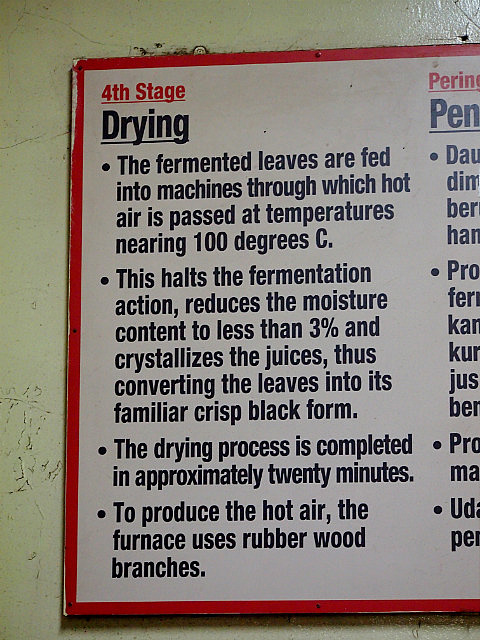 4th Stage
Drying
• The fermented leaves are fed
into machines through which hot
air is passed at temperatures
nearing 100 degrees C.
• This halts the fermentation
action, reduces the moisture
content to less than 3% and
crystallizes the juices, thus
converting the leaves into its
familiar crisp black form.
• The drying process is completed
in approximately twenty minutes.
• To produce the hot air, the
furnace uses rubber wood
branches.